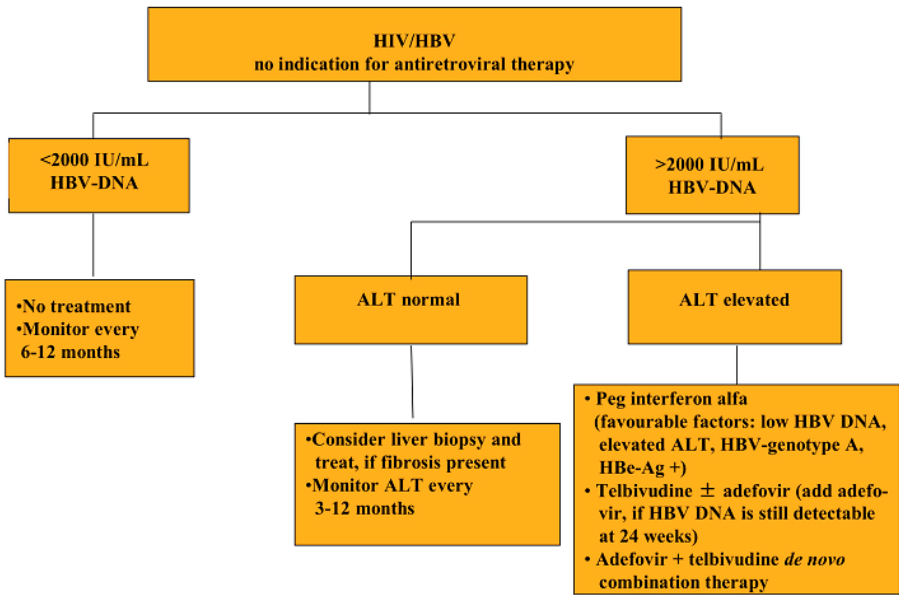 HIV/HBV
no indication for antiretroviral therapy
<2000 IU/mL
HBV-DNA
>2000 IU/mL
HBV-DNA
•No treatment
•Monitor every
6-12 months
ALT normal
ALT elevated
•Consider liver biopsy and
treat, if fibrosis present
•Monitor ALT every
3-12 months
• Peg interferon alfa
(favourable factors: low HBV DNA,
elevated ALT, HBV-genotype A,
HBe-Ag +)
• Telbivudine ± adefovir (add adefo-
vir, if HBV DNA is still detectable
at 24 weeks)
• Adefovir + telbivudine de novo
combination therapy